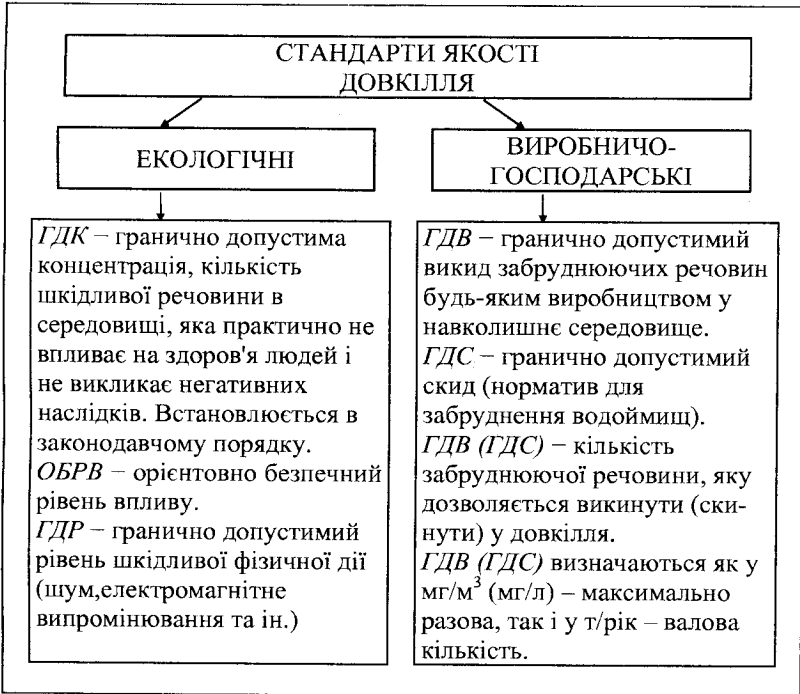 СТАНДАРТИ ЯКОСТІ
ДОВКІЛЛЯ
ЕКОЛОГІЧНІ
ВИРОБНИЧО-
ГОСПОДАРСЬКІ
ГДК – гранично допустима
концентрація, кількість
шкідливої речовини в
середовищі, яка практично не
впливає на здоров'я людей і
не викликає негативних
наслідків. Встановлюється в
законодавчому порядку.
ОБРВ – орієнтовно безпечний
рівень впливу.
ГДР – гранично допустимий
рівень шкідливої фізичної дії
(шум,електромагнітне
випромінювання та ін.)
ГДВ – гранично допустимий
викид забруднюючих речовин
будь-яким виробництвом у
навколишнє середовище.
ГДС – гранично допустимий
скид (норматив для
забруднення водоймищ).
ГДВ (ГДС) – кількість
забруднюючої речовини, яку
дозволяється викинути (ски-
нути) у довкілля.
ГДВ (ГДС) визначаються як у
мг/м³ (мг/л) – максимально
разова, так і у т/рік – валова
кількість.